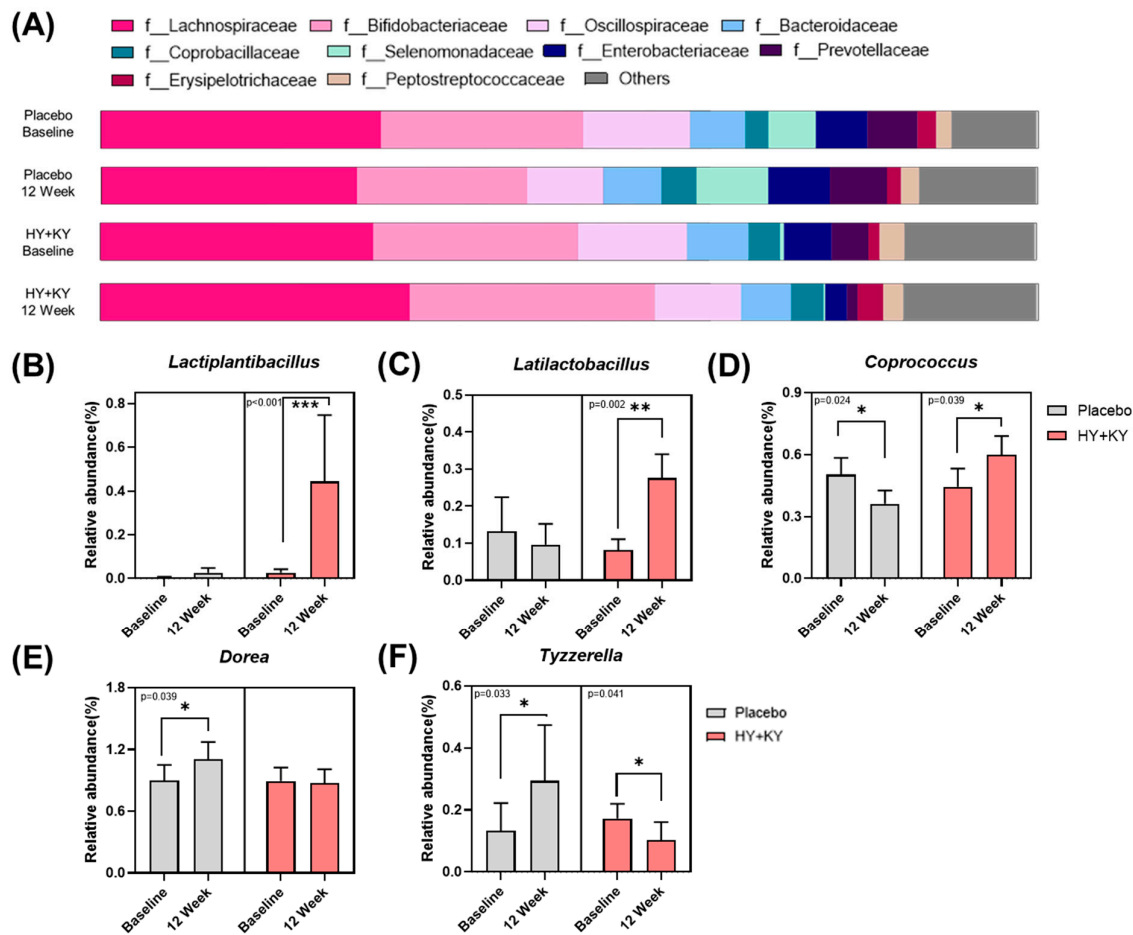 (A)
f__Lachnospiraceae f__Bifidobacteriaceae f__Oscillospiraceae f__Bacteroidaceae
f__Coprobacillaceae f__Selenomonadaceae f__Enterobacteriaceae f__Prevotellaceae
f__Erysipelotrichaceae f__Peptostreptococcaceae Others
Placebo
Baseline
Placebo
12 Week
HY+KY
Baseline
HY+KY
12 Week
(B)
Lactiplantibacillus
Relative abundance(%)
0.8
0.6
0.4
0.2
0.0
p<0.001
***
Baseline
12 Week
Baseline
12 Week
(C)
Latilactobacillus
Relative abundance(%)
0.5
0.4
0.3
0.2
0.1
0.0
p=0.002
**
Baseline
12 Week
Baseline
12 Week
(D)
Coprococcus
Relative abundance(%)
0.9
0.6
0.3
0.0
p=0.024
*
p=0.039
*
Baseline
12 Week
Baseline
12 Week
Placebo
HY+KY
(E)
Dorea
Relative abundance(%)
1.8
1.2
0.6
0.0
p=0.039
*
Baseline
12 Week
Baseline
12 Week
(F)
Tyzzerella
Relative abundance(%)
0.6
0.4
0.2
0.0
p=0.033
*
p=0.041
*
Baseline
12 Week
Baseline
12 Week
Placebo
HY+KY